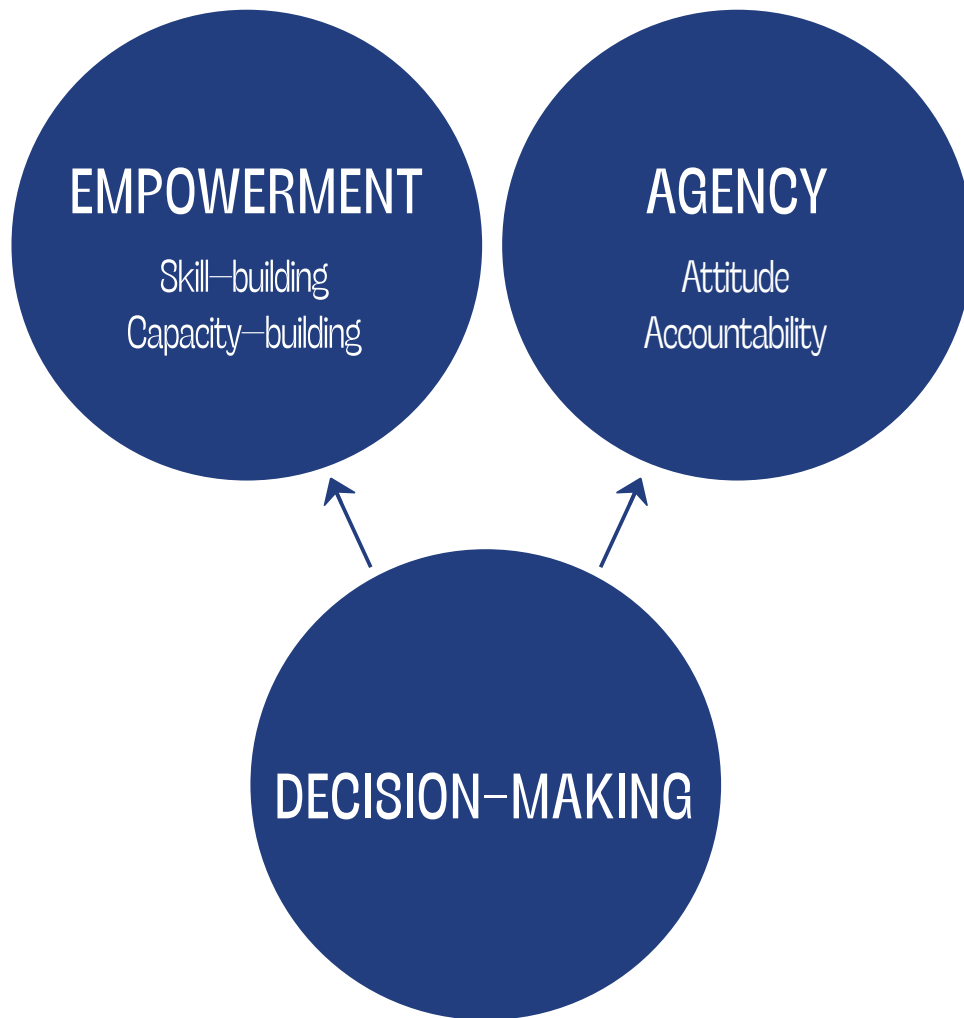 EMPOWERMENT
Skill–building
Capacity–building
AGENCY
Attitude
Accountability
DECISION–MAKING